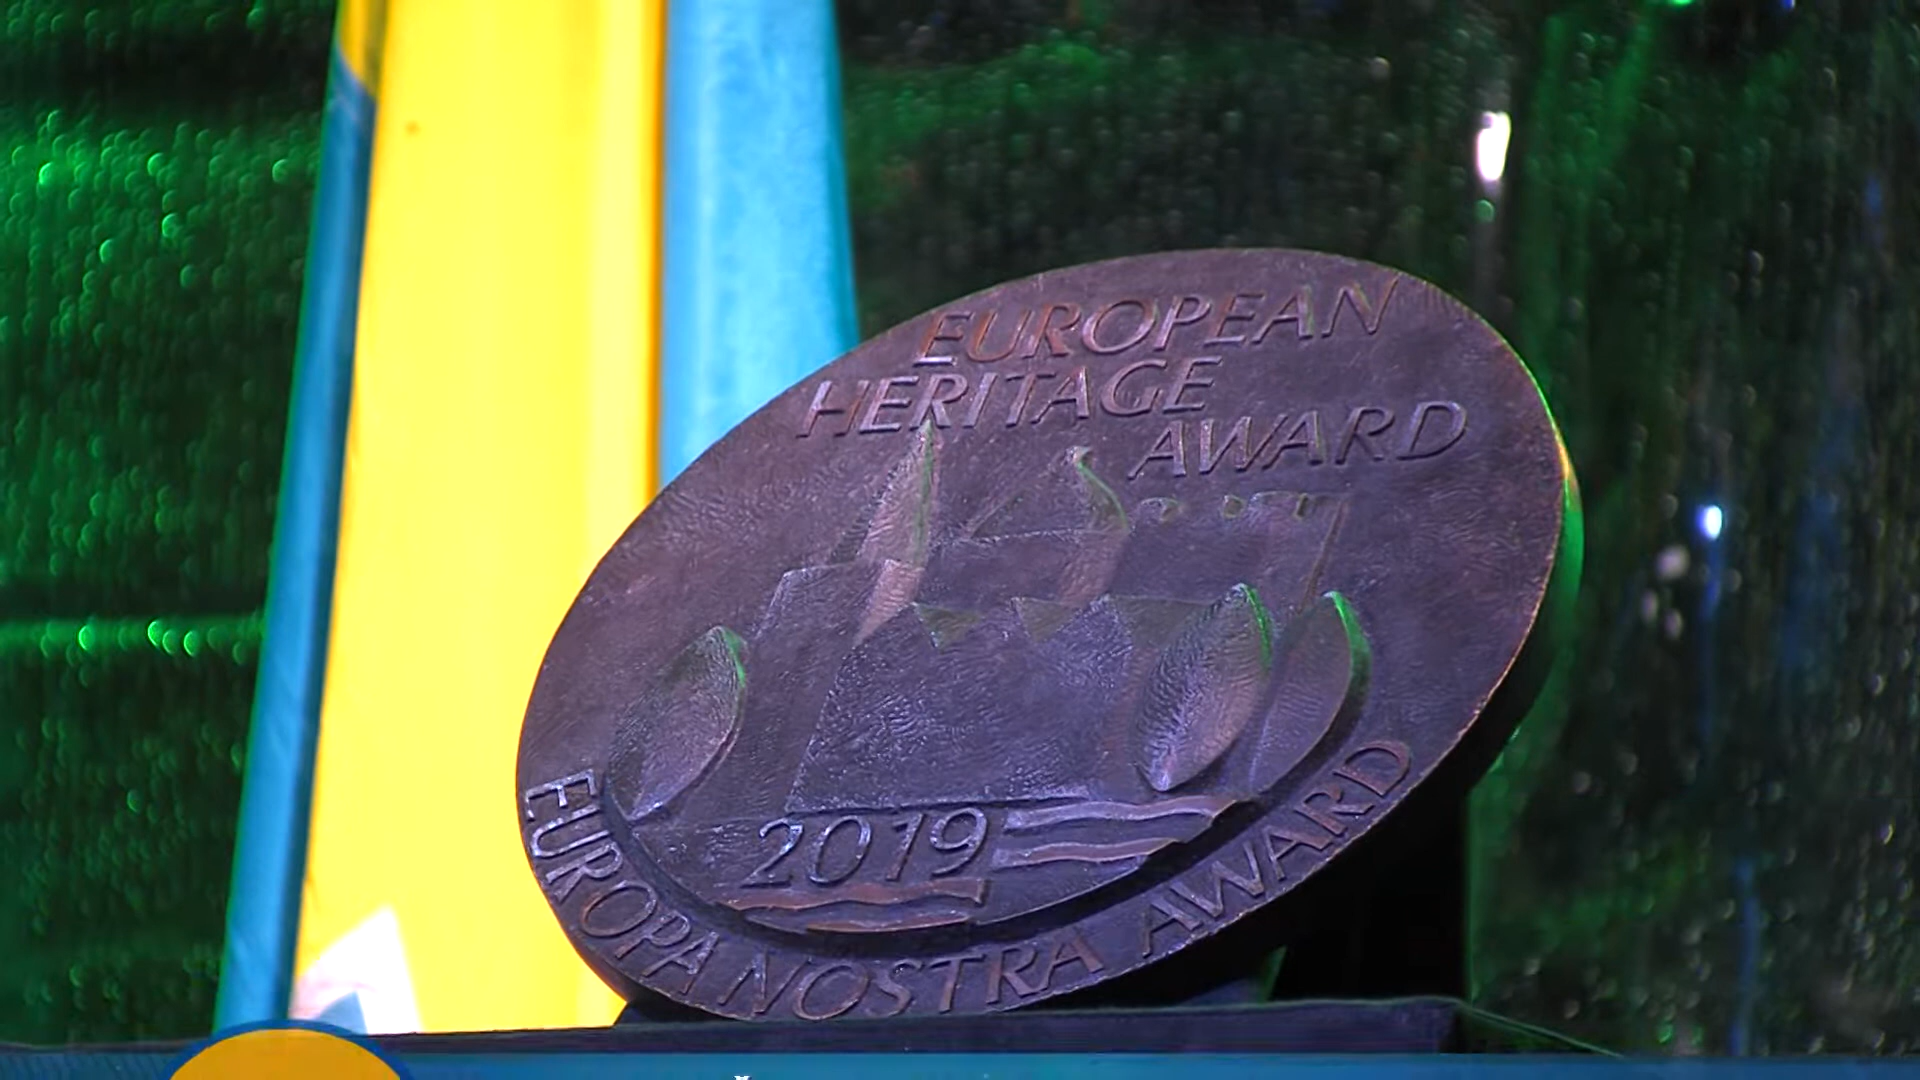 EUROPEAN
HERITAGE
AWARD
2019
EUROPA NOSTRA AWARD